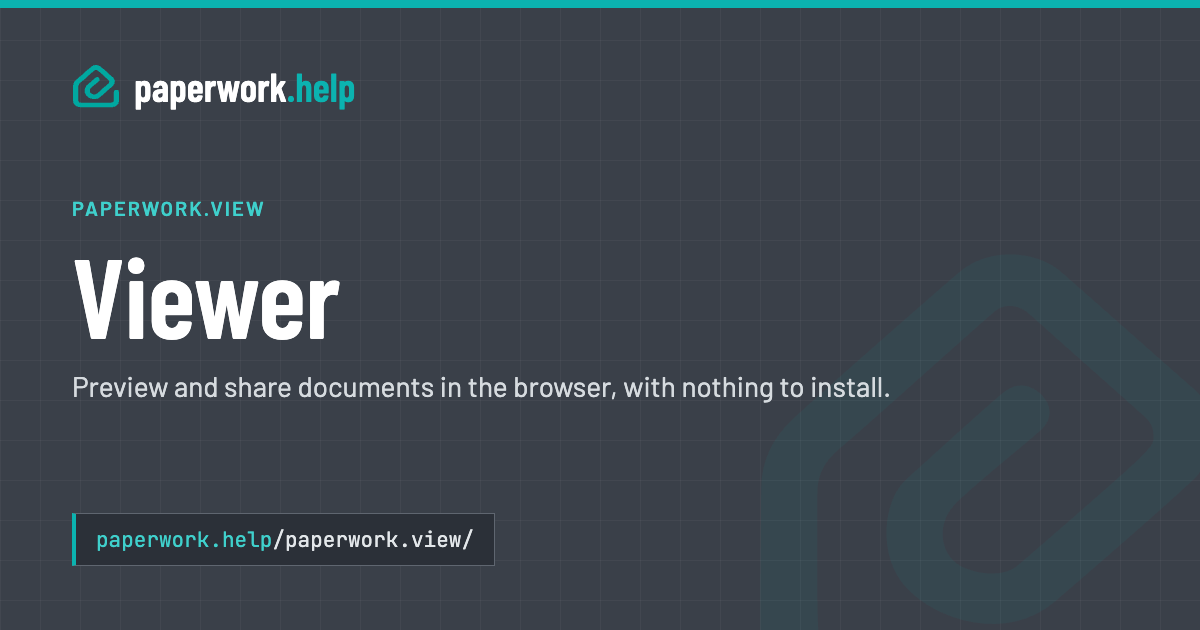 paperwork.help
PAPERWORK.VIEW
Viewer
Preview and share documents in the browser, with nothing to install.
paperwork.help/paperwork.view/